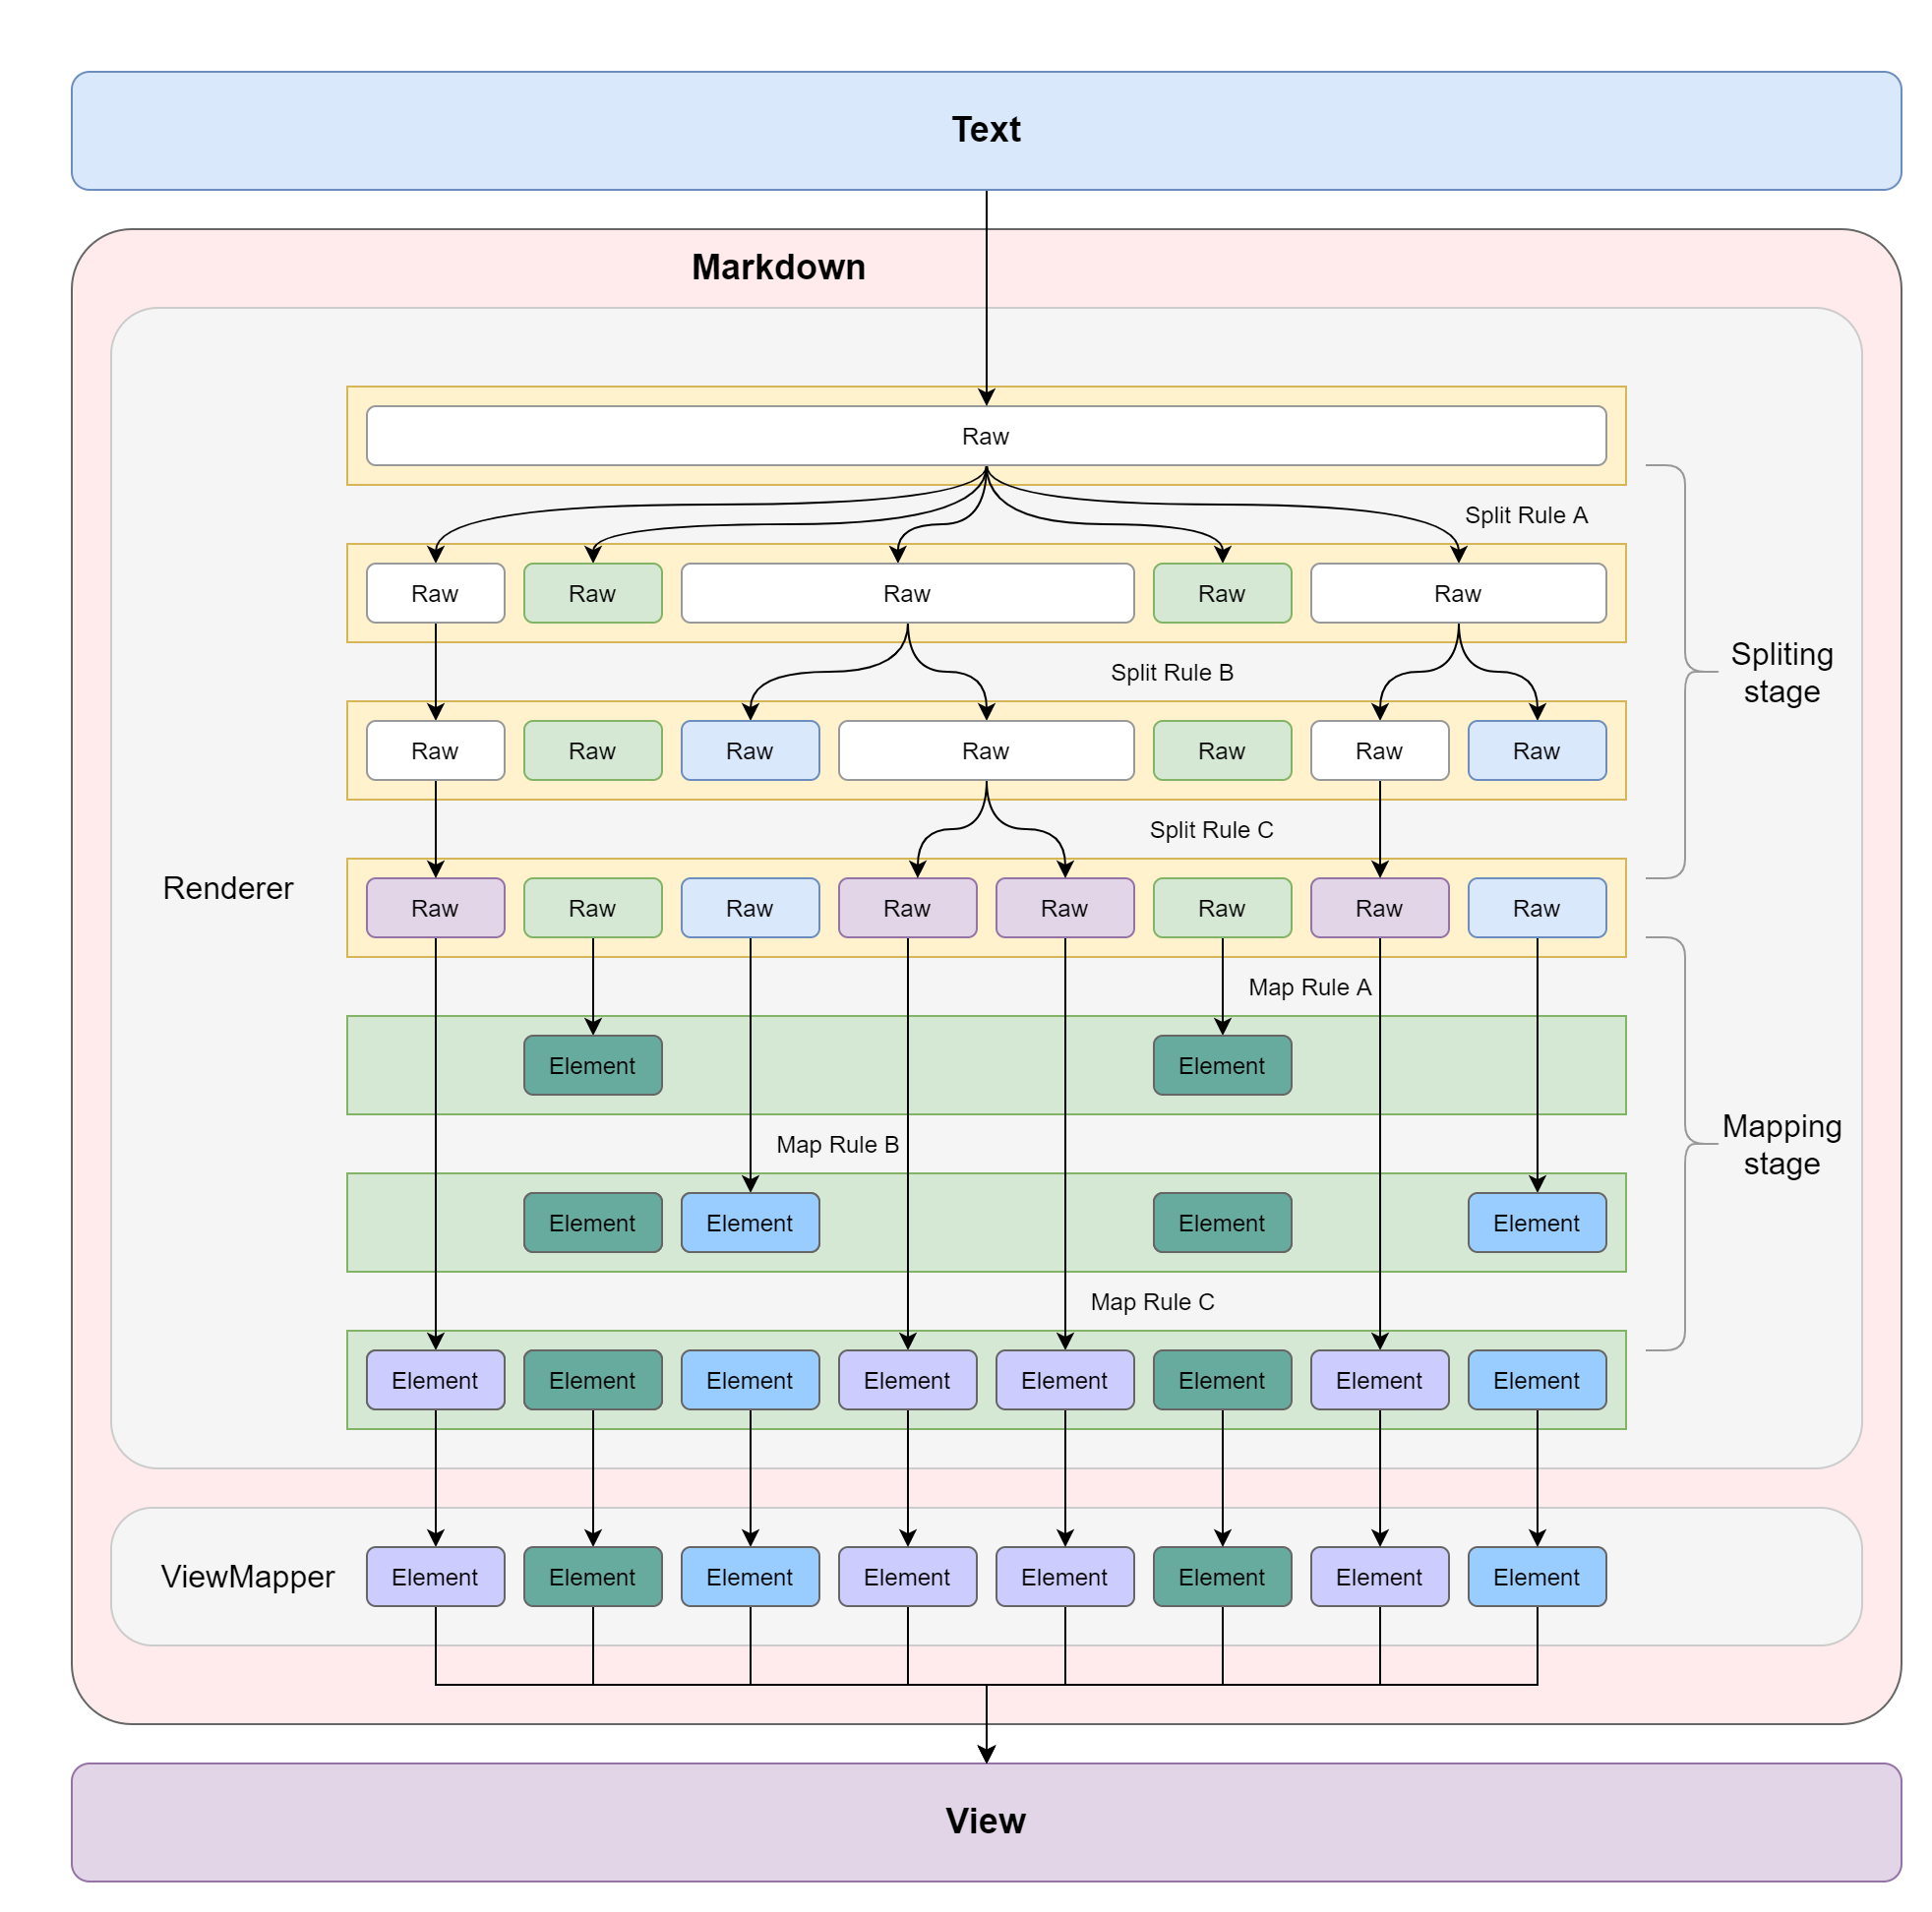 Text
Markdown
Raw
Split Rule A
Raw
Raw
Raw
Raw
Raw
Split Rule B
Spliting
stage
Raw
Raw
Raw
Raw
Raw
Raw
Raw
Split Rule C
Renderer
Raw
Raw
Raw
Raw
Raw
Raw
Raw
Raw
Map Rule A
Element
Element
Map Rule B
Mapping
stage
Element
Element
Element
Element
Map Rule C
Element
Element
Element
Element
Element
Element
Element
Element
ViewMapper
Element
Element
Element
Element
Element
Element
Element
Element
View